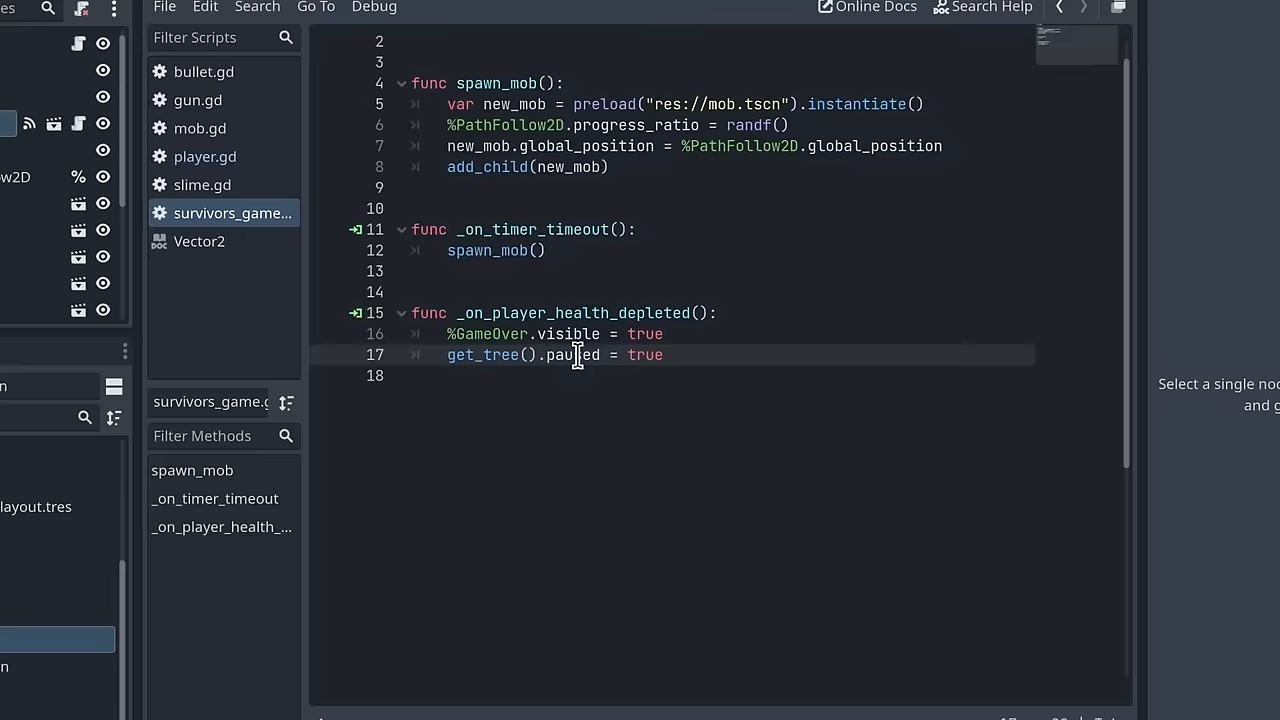 es
File Edit Search Go To Debug
Online Docs
Search Help
Filter Scripts
bullet.gd
gun.gd
mob.gd
player.gd
slime.gd
survivors_game...
DOC Vector2
w2D
%
n
layout.tres
n
survivors_game.g
Filter Methods
spawn_mob
_on_timer_timeout
_on_player_health_...
2
3
4 func spawn_mob():
5 var new_mob = preload("res://mob.tscn").instantiate()
6 %PathFollow2D.progress_ratio = randf()
7 new_mob.global_position = %PathFollow2D.global_position
8 add_child(new_mob)
9
10
11 func _on_timer_timeout():
12 spawn_mob()
13
14
15 func _on_player_health_depleted():
16 %GameOver.visible = true
17 get_tree().paused = true
18
Select a single no
and g